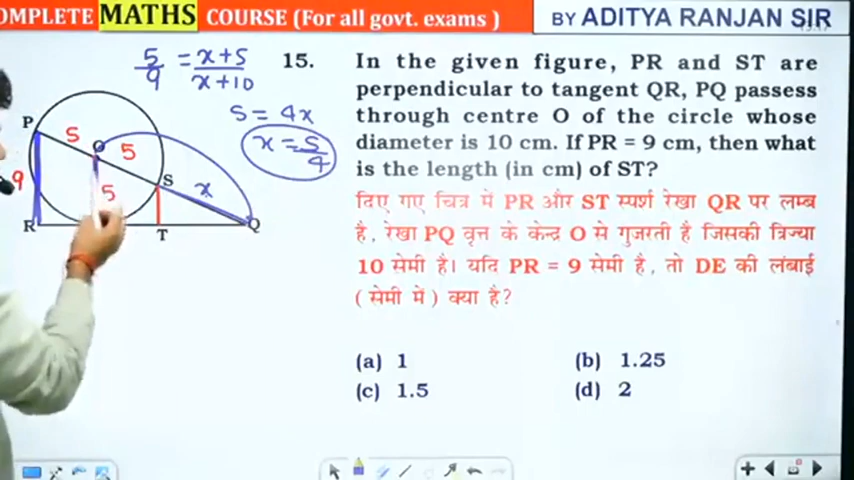 OMPLETE MATHS COURSE (For all govt. exams)
BY ADITYA RANJAN SIR
5/9 = x+5/x+10
5 = 4x
x = 5/4
P
5
O
5
9
5
S
x
R
T
Q
15. In the given figure, PR and ST are
perpendicular to tangent QR, PQ passess
through centre O of the circle whose
diameter is 10 cm. If PR = 9 cm, then what
is the length (in cm) of ST?
दिए गए चित्र में PR और ST स्पर्श रेखा QR पर लम्ब
है, रेखा PQ वृत्त के केन्द्र O से गुजरती है जिसकी त्रिज्या
10 सेमी है। यदि PR = 9 सेमी है, तो DE की लंबाई
(सेमी में) क्या है?
(a) 1
(b) 1.25
(c) 1.5
(d) 2